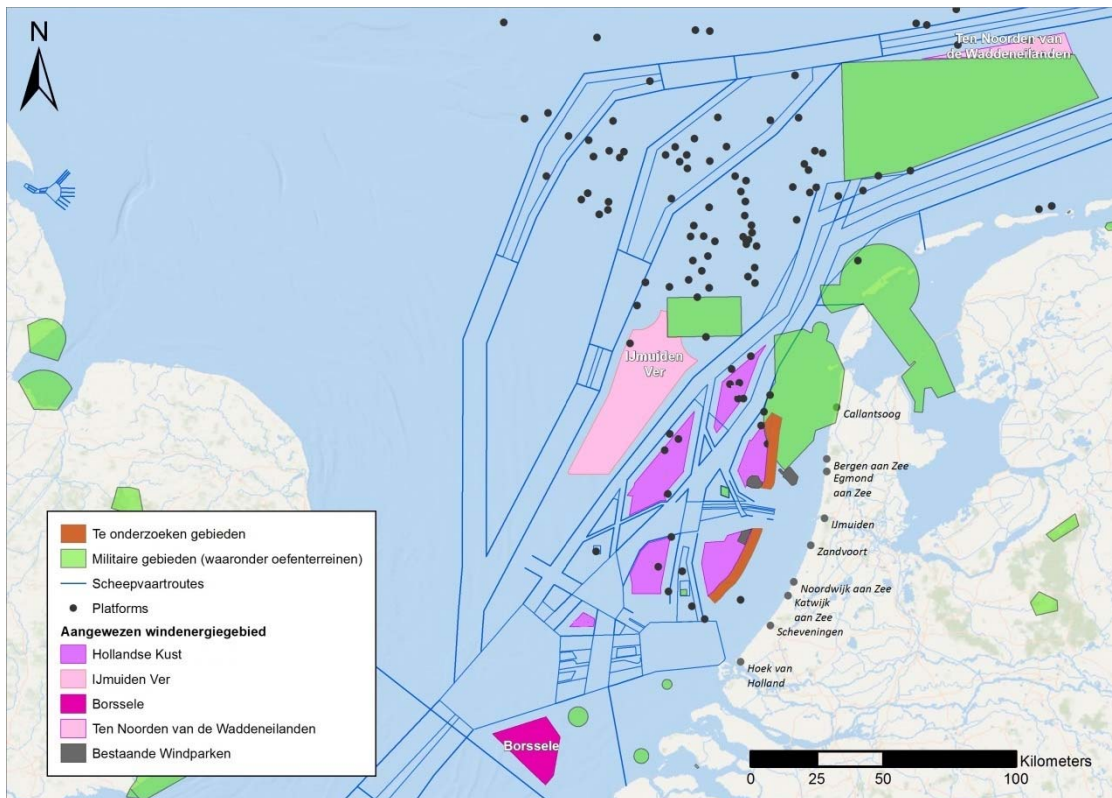 N
Ten Noorden van
de Waddeneilanden
IJmuiden
Ver
Callantsoog
Bergen aan Zee
Egmond
aan Zee
IJmuiden
Zandvoort
Noordwijk aan Zee
Katwijk
aan Zee
Scheveningen
Hoek van
Holland
Borssele
Te onderzoeken gebieden
Militaire gebieden (waaronder oefenterreinen)
Scheepvaartroutes
Platforms
Aangewezen windenergiegebied
Hollandse Kust
IJmuiden Ver
Borssele
Ten Noorden van de Waddeneilanden
Bestaande Windparken
Kilometers
0 25 50 100